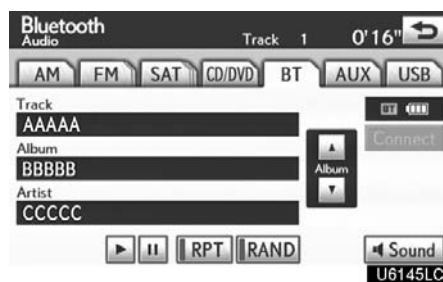 Bluetooth
Audio Track 1 0'16"
AM FM SAT CD/DVD BT AUX USB
Track
AAAAA
BT
Connect
Album
BBBBB
Album
Artist
CCCCC
RPT RAND Sound
U6145LC